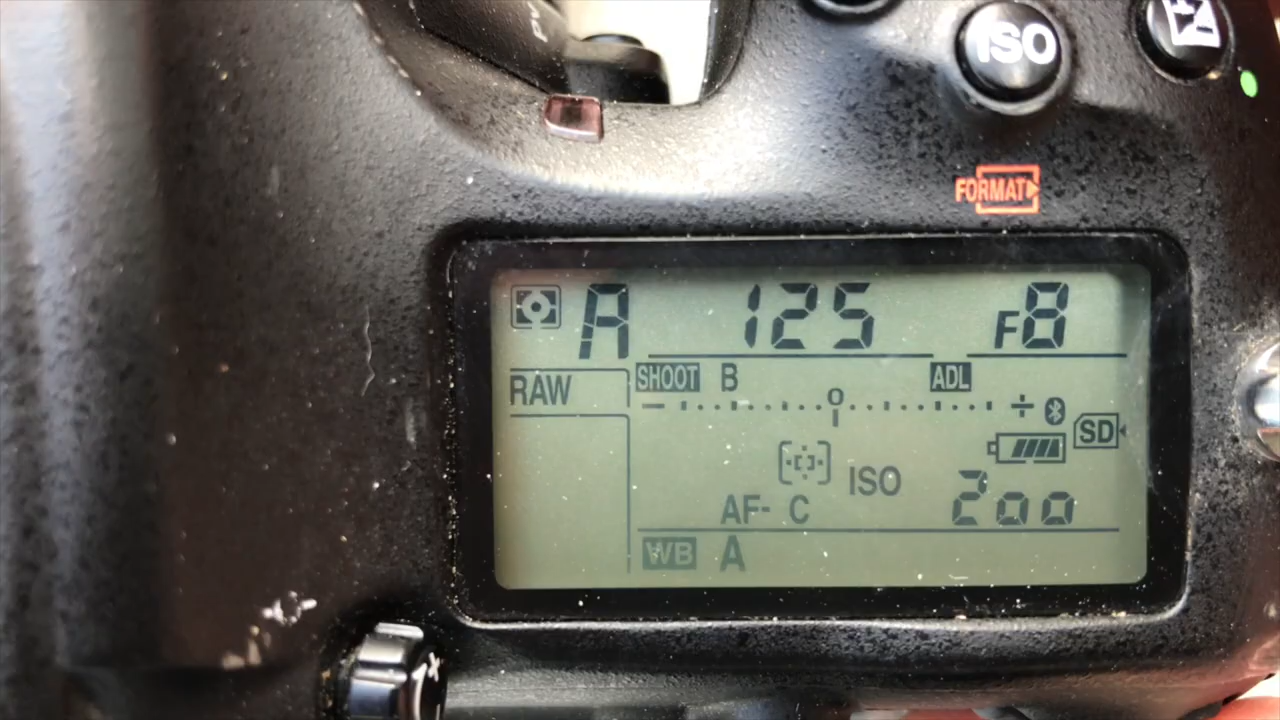 ISO
FORMAT
A 125 F8
RAW SHOOT B ADL
SD
ISO
AF- C 200
WB A